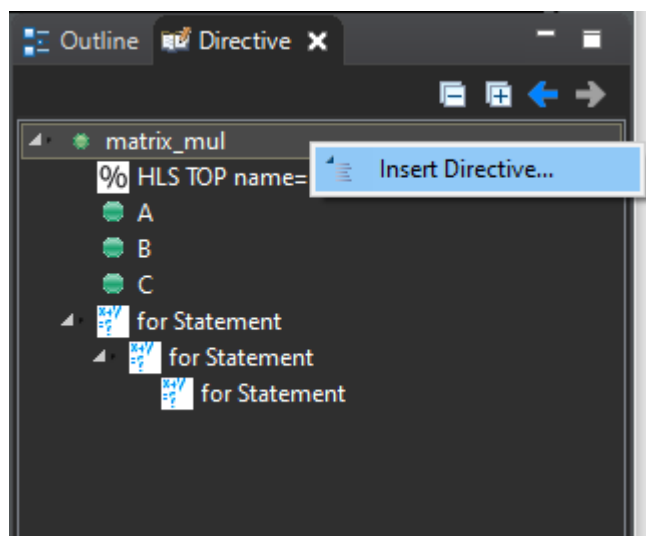 Outline Directive
matrix_mul
Insert Directive...
% HLS TOP name=
A
B
C
for Statement
for Statement
for Statement